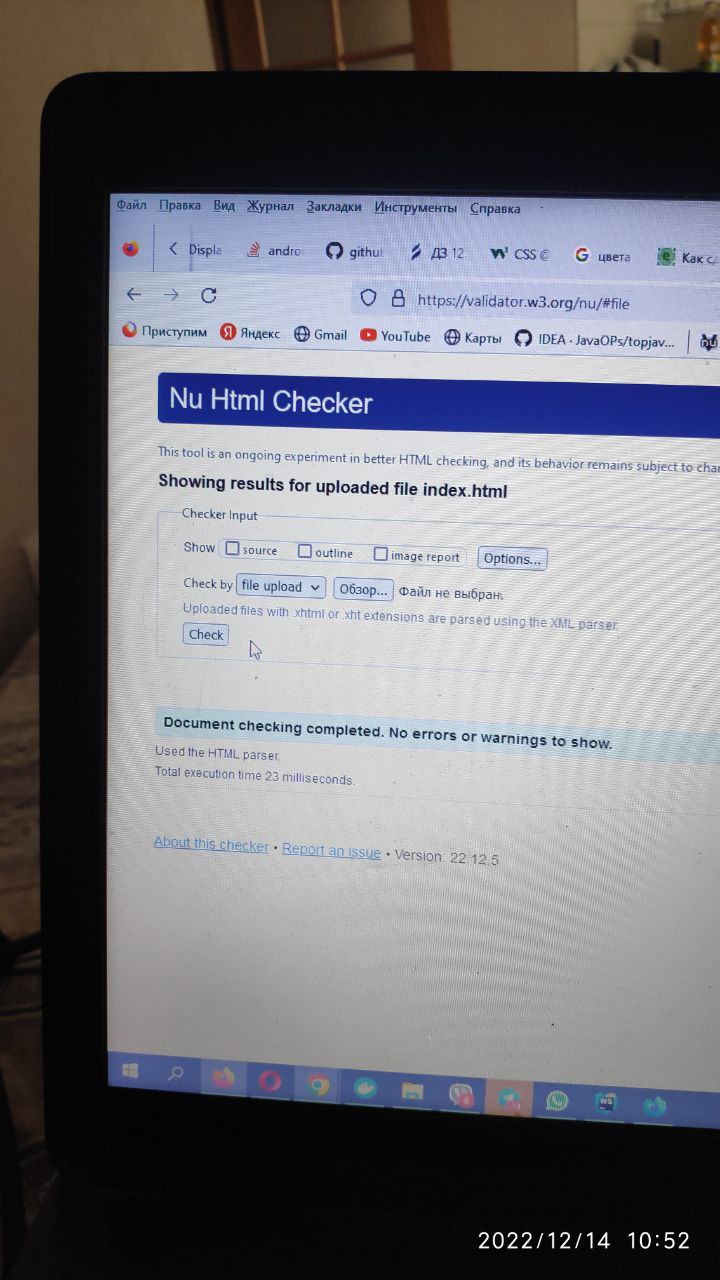 Файл Правка Вид Журнал Закладки Инструменты Справка
Displa andro github ДЗ 12 W³ CSS G цвета e Как с
https://validator.w3.org/nu/#file
Приступим Я Яндекс Gmail YouTube Карты IDEA · JavaOPs/topjav...
Nu Html Checker
This tool is an ongoing experiment in better HTML checking, and its behavior remains subject to chan
Showing results for uploaded file index.html
Checker Input
Show source outline image report Options...
Check by file upload Обзор... Файл не выбран.
Uploaded files with .xhtml or .xht extensions are parsed using the XML parser.
Check
Document checking completed. No errors or warnings to show.
Used the HTML parser.
Total execution time 23 milliseconds.
About this checker • Report an issue • Version: 22.12.5
WS
2022/12/14 10:52